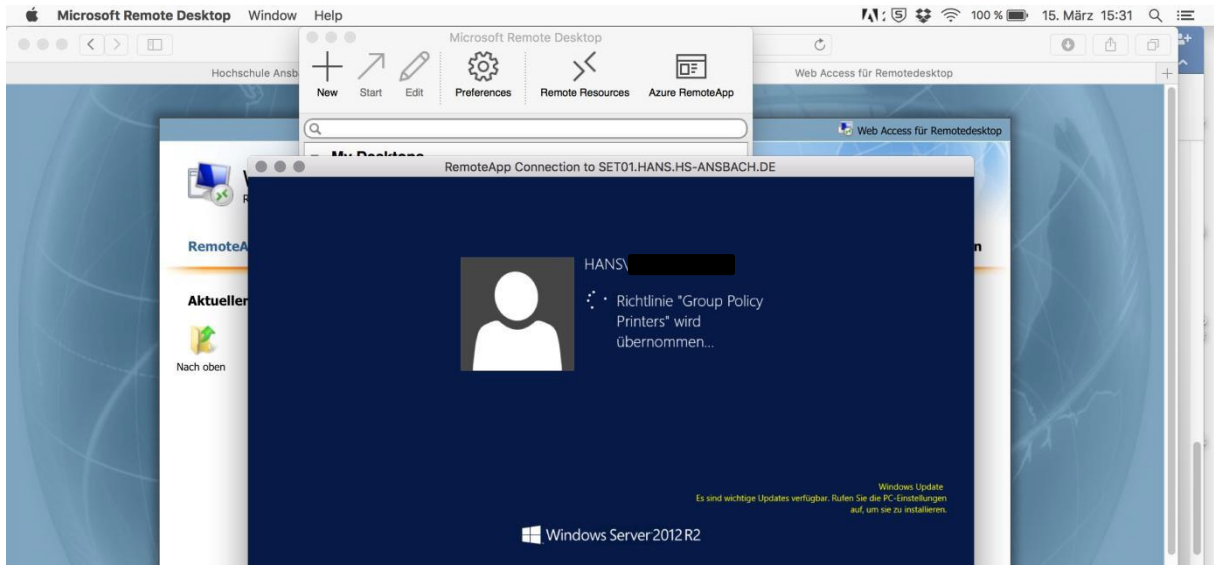 Microsoft Remote Desktop Window Help
5 100 % 15. März 15:31
Microsoft Remote Desktop
Hochschule Ansb
Web Access für Remotedesktop
New Start Edit Preferences Remote Resources Azure RemoteApp
Web Access für Remotedesktop
RemoteApp Connection to SET01.HANS.HS-ANSBACH.DE
RemoteA
n
HANS\
Richtlinie "Group Policy
Printers" wird
übernommen...
Aktueller
Nach oben
Windows Update
Es sind wichtige Updates verfügbar. Rufen Sie die PC-Einstellungen
auf, um sie zu installieren.
Windows Server 2012 R2